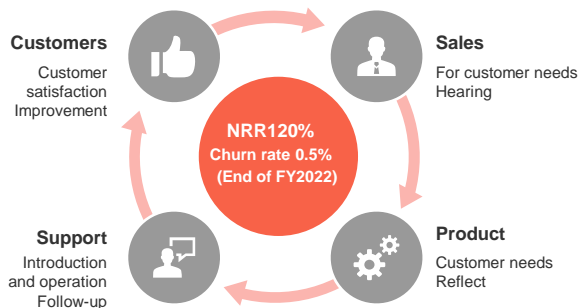 Customers
Customer
satisfaction
Improvement
Sales
For customer needs
Hearing
NRR120%
Churn rate 0.5%
(End of FY2022)
Support
Introduction
and operation
Follow-up
Product
Customer needs
Reflect